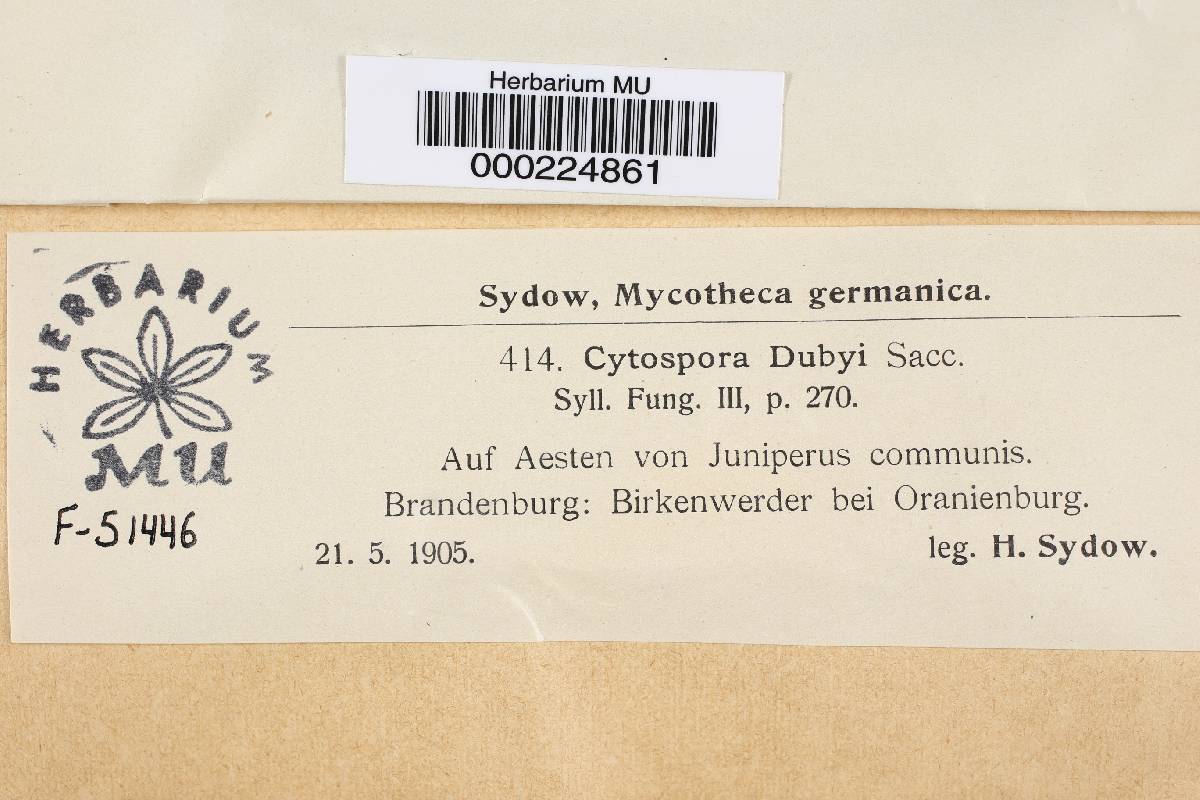 Herbarium MU
000224861
HERBARIUM
MU
F-51446
Sydow, Mycotheca germanica.
414. Cytospora Dubyi Sacc.
Syll. Fung. III, p. 270.
Auf Aesten von Juniperus communis.
Brandenburg: Birkenwerder bei Oranienburg.
21. 5. 1905. leg. H. Sydow.